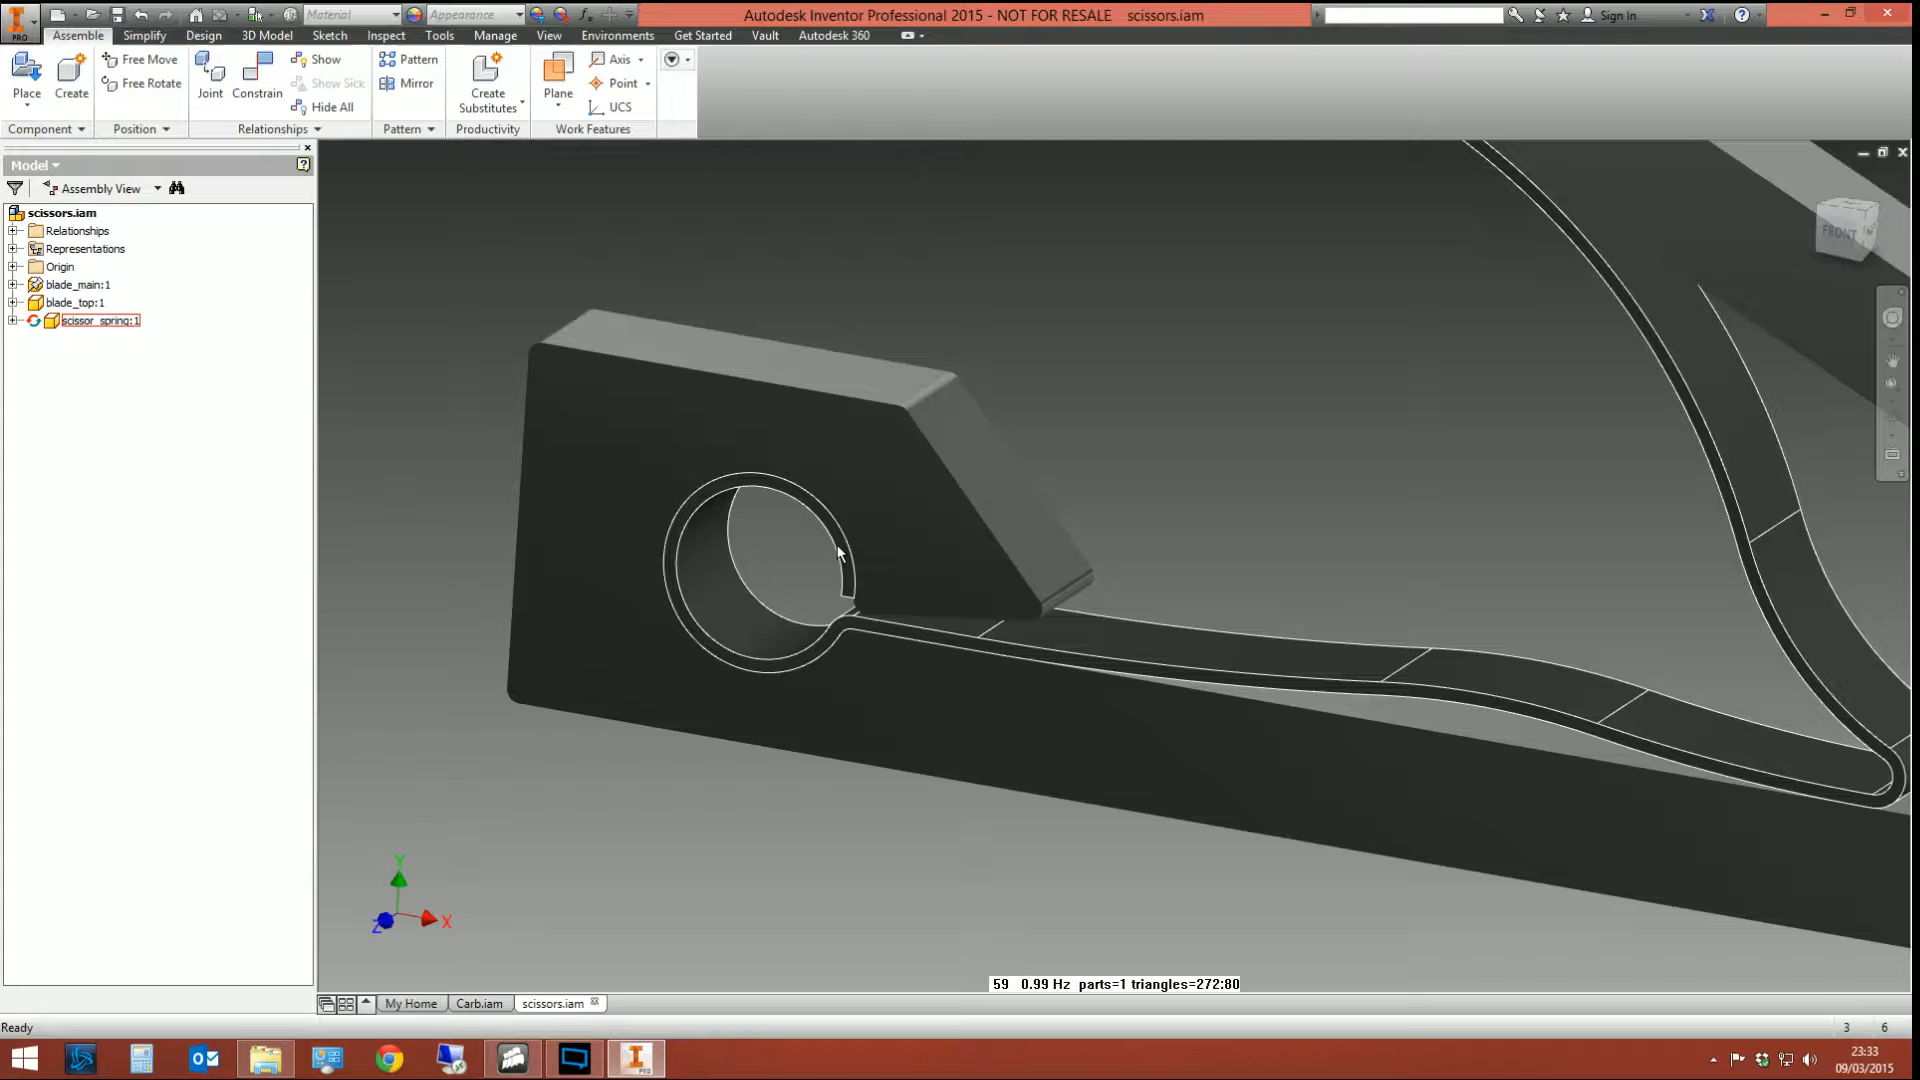 Material
Appearance
Autodesk Inventor Professional 2015 - NOT FOR RESALE scissors.iam
Sign In
PRO
Assemble Simplify Design 3D Model Sketch Inspect Tools Manage View Environments Get Started Vault Autodesk 360
Place
Create
Free Move
Free Rotate
Joint
Constrain
Show
Show Sick
Hide All
Pattern
Mirror
Create
Substitutes
Plane
Axis
Point
UCS
Component Position Relationships Pattern Productivity Work Features
Model
Assembly View
scissors.iam
Relationships
Representations
Origin
blade_main:1
blade_top:1
scissor_spring:1
FRONT
Y
X
Z
59 0.99 Hz parts=1 triangles=272:80
My Home Carb.iam scissors.iam
Ready
3 6
23:33
09/03/2015